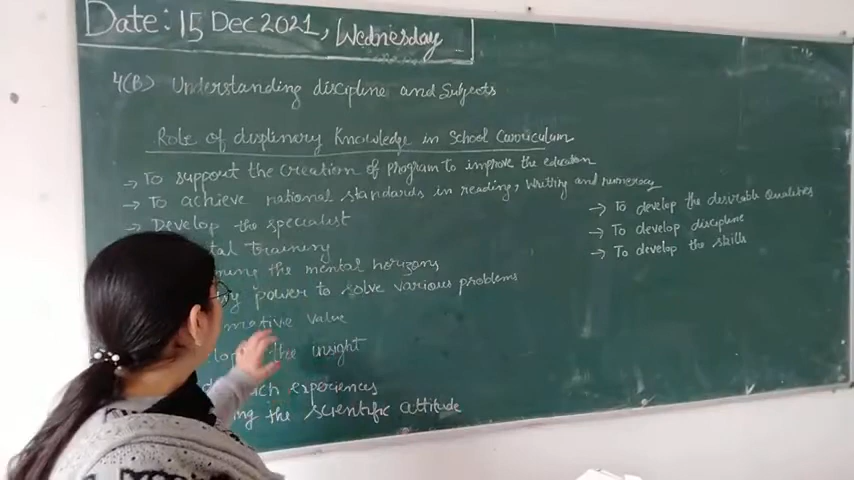 Date: 15 Dec 2021, Wednesday
4(B) Understanding discipline and Subjects
Role of displinary Knowledge in School Curriculum
→ To support the creation of program to improve the education
→ To achieve national standards in reading, writing and numeracy
→ Develop the specialist
training
the mental horizons
power to solve various problems
value
the insight
experiences
the scientific attitude
→ To develop the desirable Qualities
→ To develop discipline
→ To develop the skills